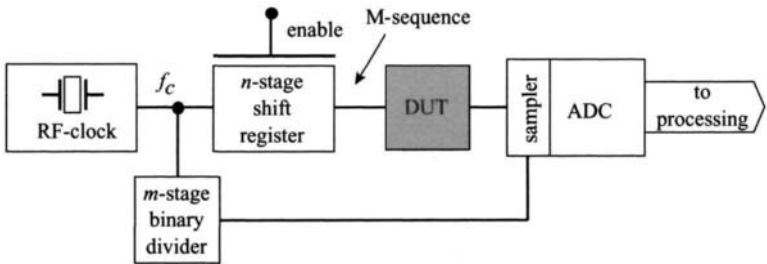 M-sequence
enable
f_c
n-stage
shift
register
RF-clock
DUT
sampler
ADC
to
processing
m-stage
binary
divider